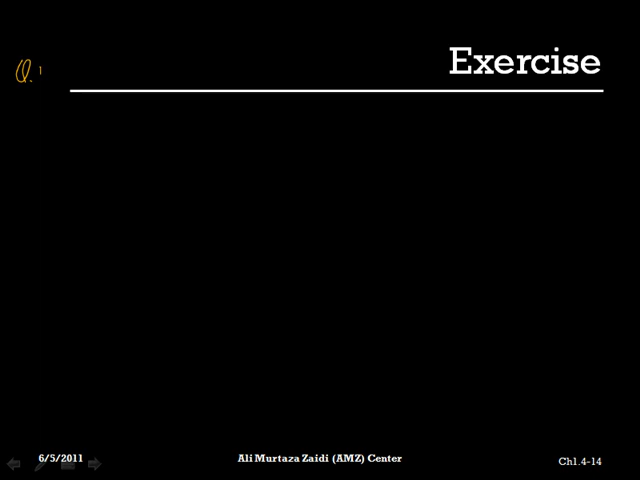 Exercise
Q.1
6/5/2011
Ali Murtaza Zaidi (AMZ) Center
Ch1.4-14